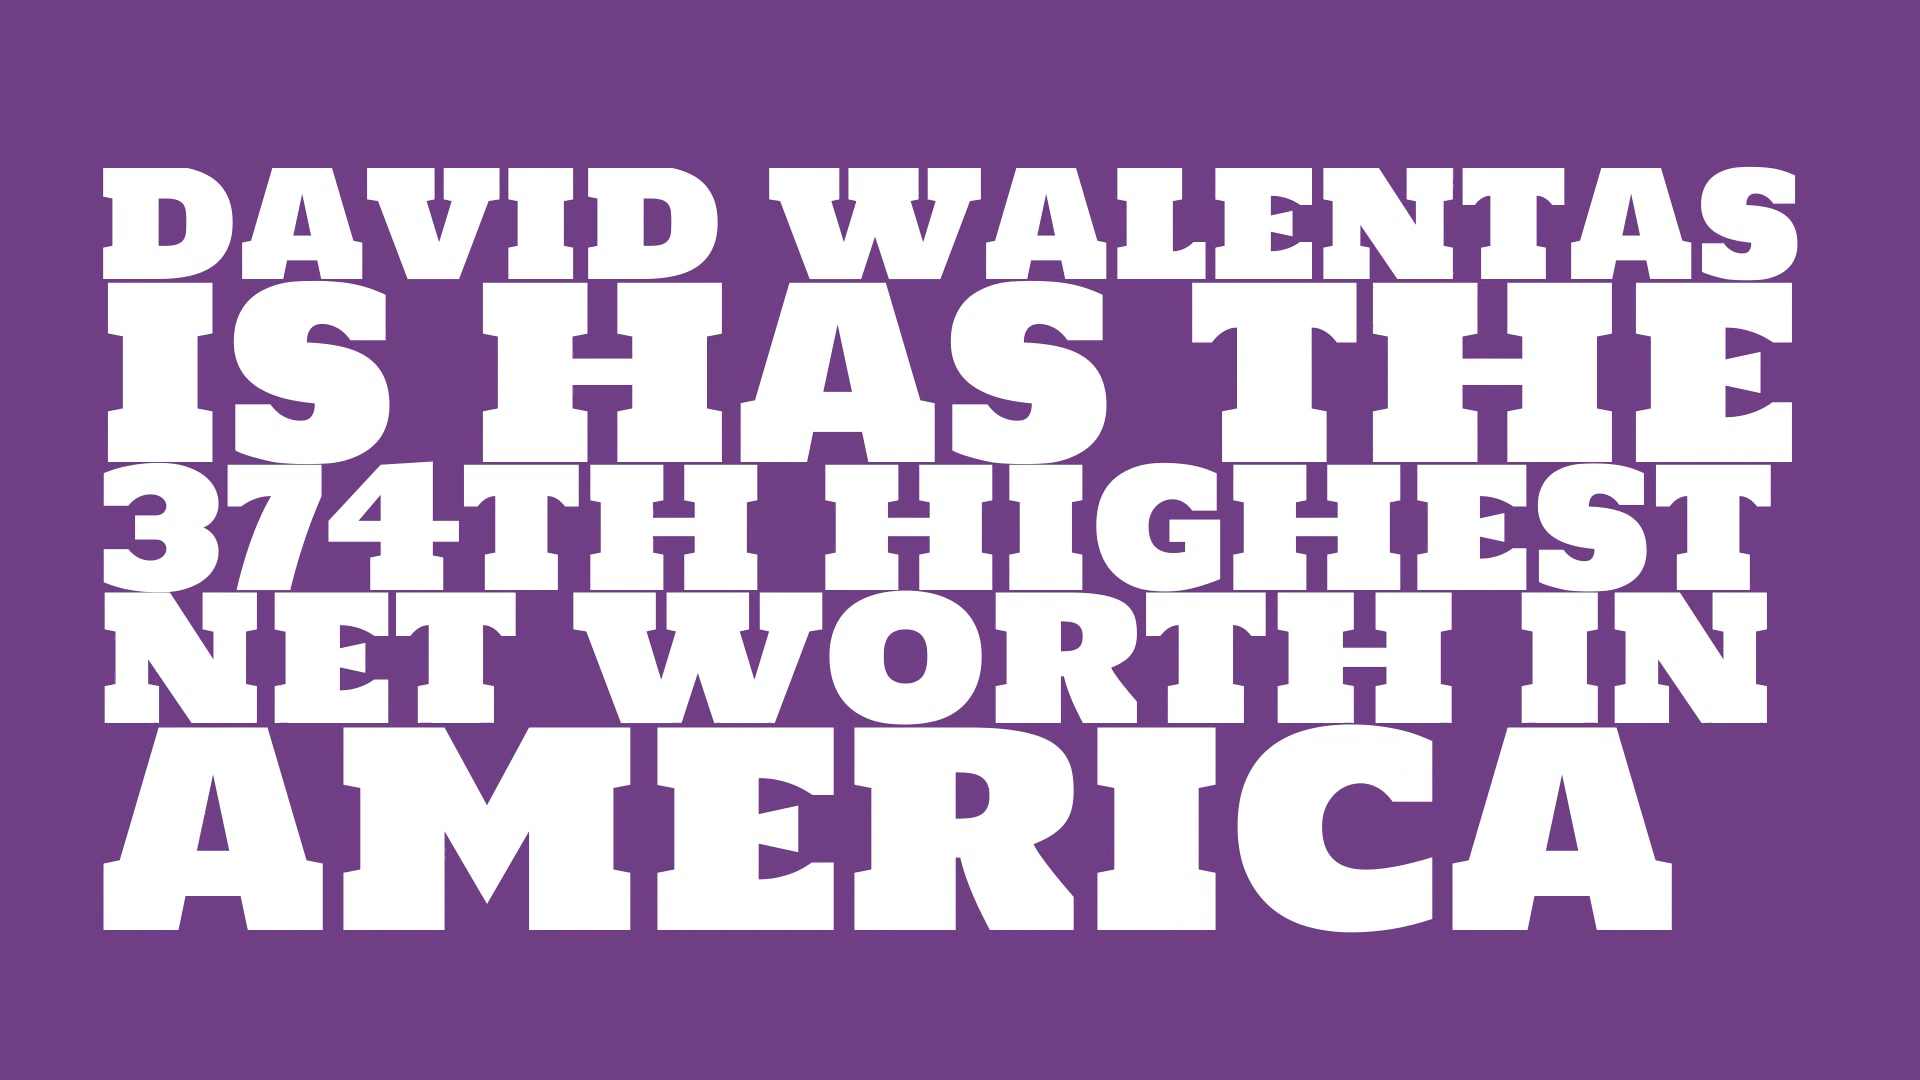 DAVID WALENTAS
IS HAS THE
374TH HIGHEST
NET WORTH IN
AMERICA